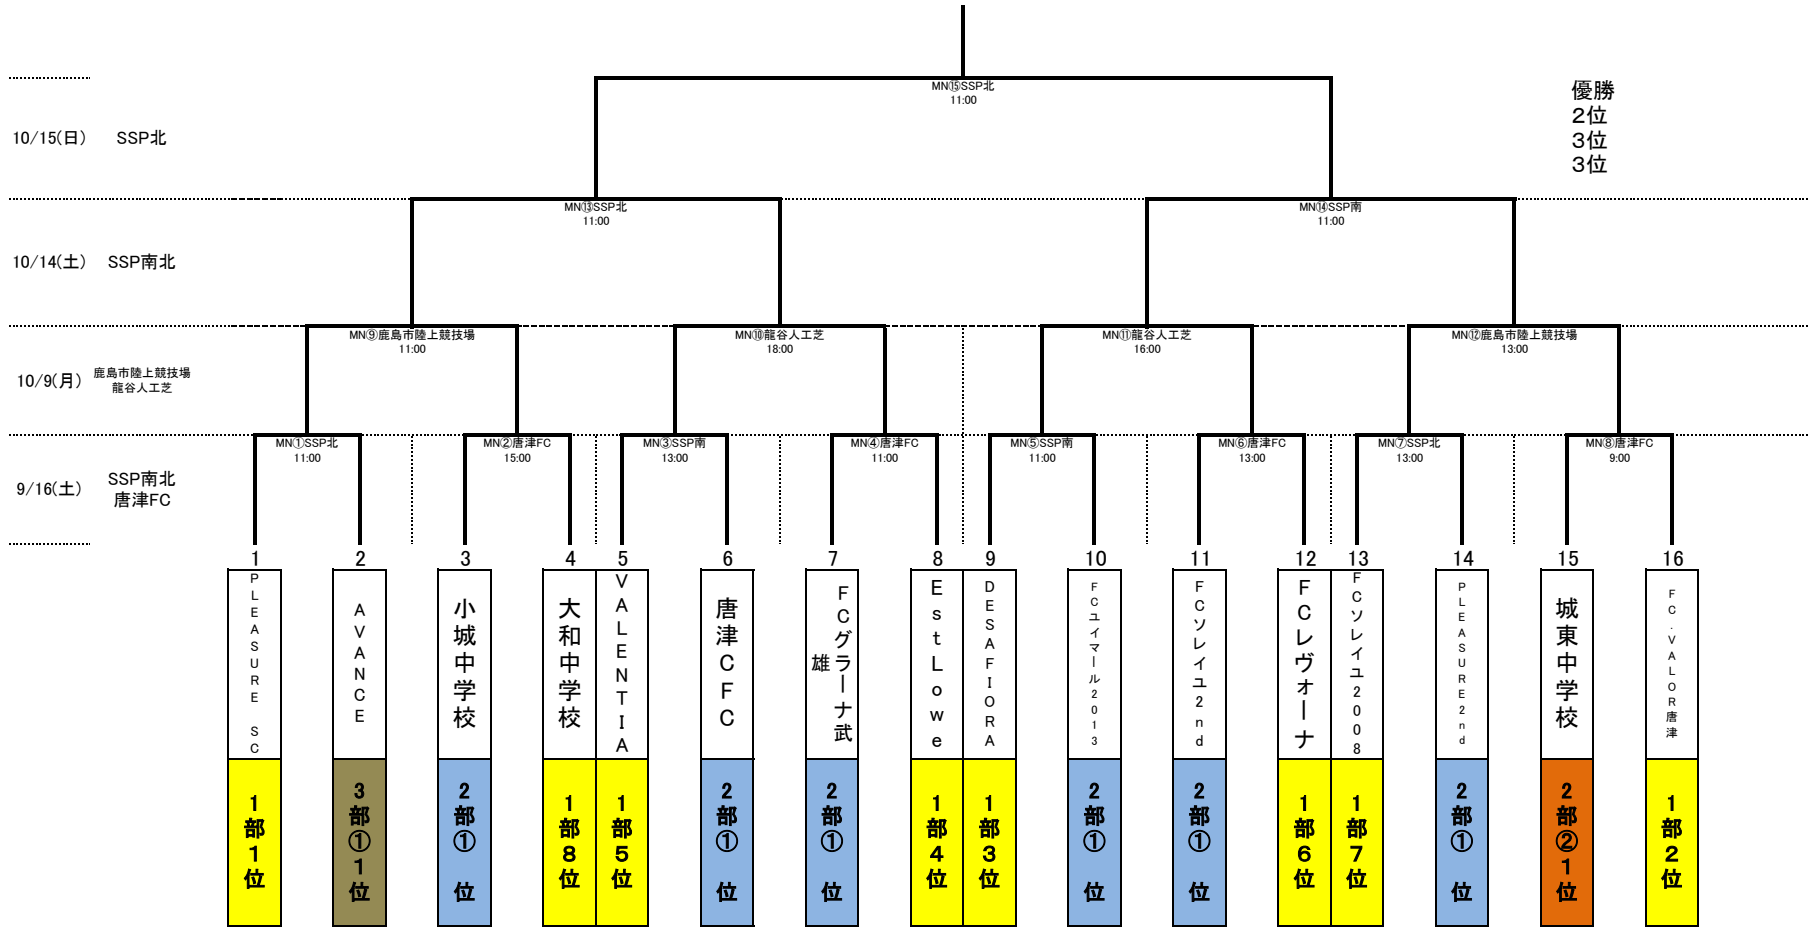 MN⑮SSP北
11:00
優勝
2位
3位
3位
10/15(日) SSP北
MN⑬SSP北
11:00
MN⑭SSP南
11:00
10/14(土) SSP南北
MN⑨鹿島市陸上競技場
11:00
MN⑩龍谷人工芝
18:00
MN⑪龍谷人工芝
16:00
MN⑫鹿島市陸上競技場
13:00
10/9(月) 鹿島市陸上競技場
龍谷人工芝
MN①SSP北
11:00
MN②唐津FC
15:00
MN③SSP南
13:00
MN④唐津FC
11:00
MN⑤SSP南
11:00
MN⑥唐津FC
13:00
MN⑦SSP北
13:00
MN⑧唐津FC
9:00
9/16(土) SSP南北
唐津FC
1 2 3 4 5 6 7 8 9 10 11 12 13 14 15 16
PLEASURE SC
AVANCE
小城中学校
大和中学校
VALENTIA
唐津CFC
FCグラーナ武
雄
EstLowe
DESAFIORA
FCユイマール2013
FCソレイユ2nd
FCレヴォーナ
FCソレイユ2008
PLEASURE2nd
城東中学校
FC.VALOR唐津
1部1位
3部①1位
2部① 位
1部8位
1部5位
2部① 位
2部① 位
1部4位
1部3位
2部① 位
2部① 位
1部6位
1部7位
2部① 位
2部②1位
1部2位